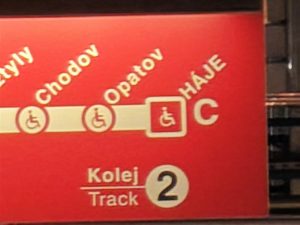 Chodov
Opatov
HÁJE
C
Kolej
Track
2